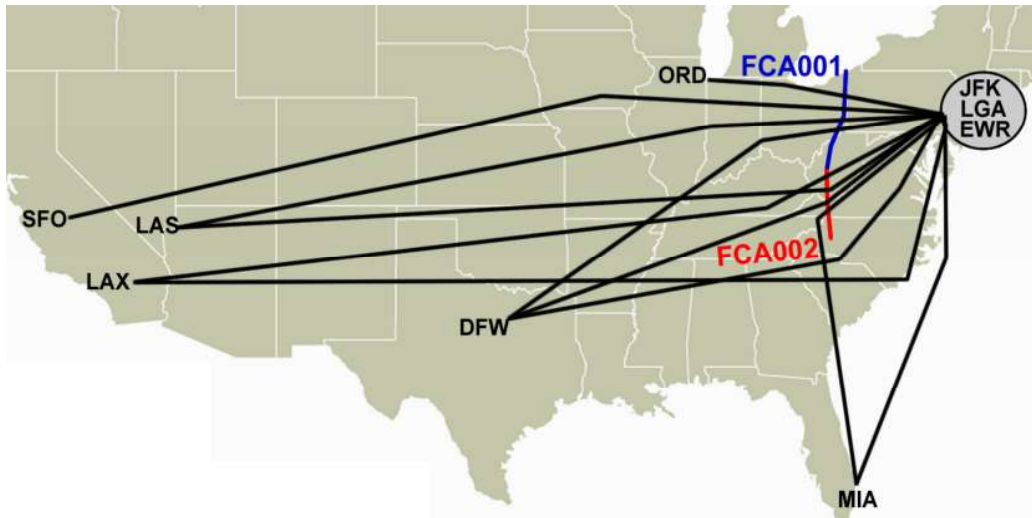 ORD
FCA001
JFK
LGA
EWR
SFO
LAS
FCA002
LAX
DFW
MIA